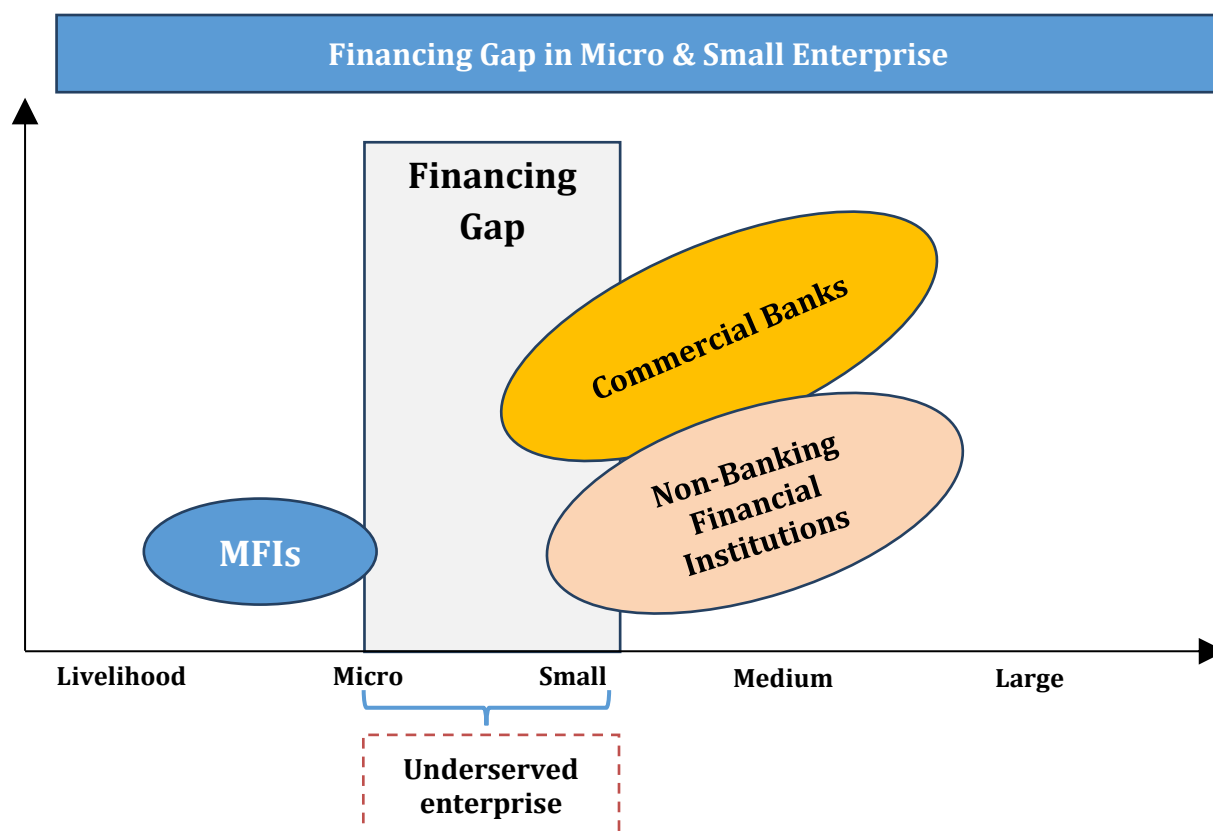 Financing Gap in Micro & Small Enterprise
Financing
Gap
Commercial Banks
Non-Banking
Financial
Institutions
MFIs
Livelihood
Micro
Small
Medium
Large
Underserved
enterprise